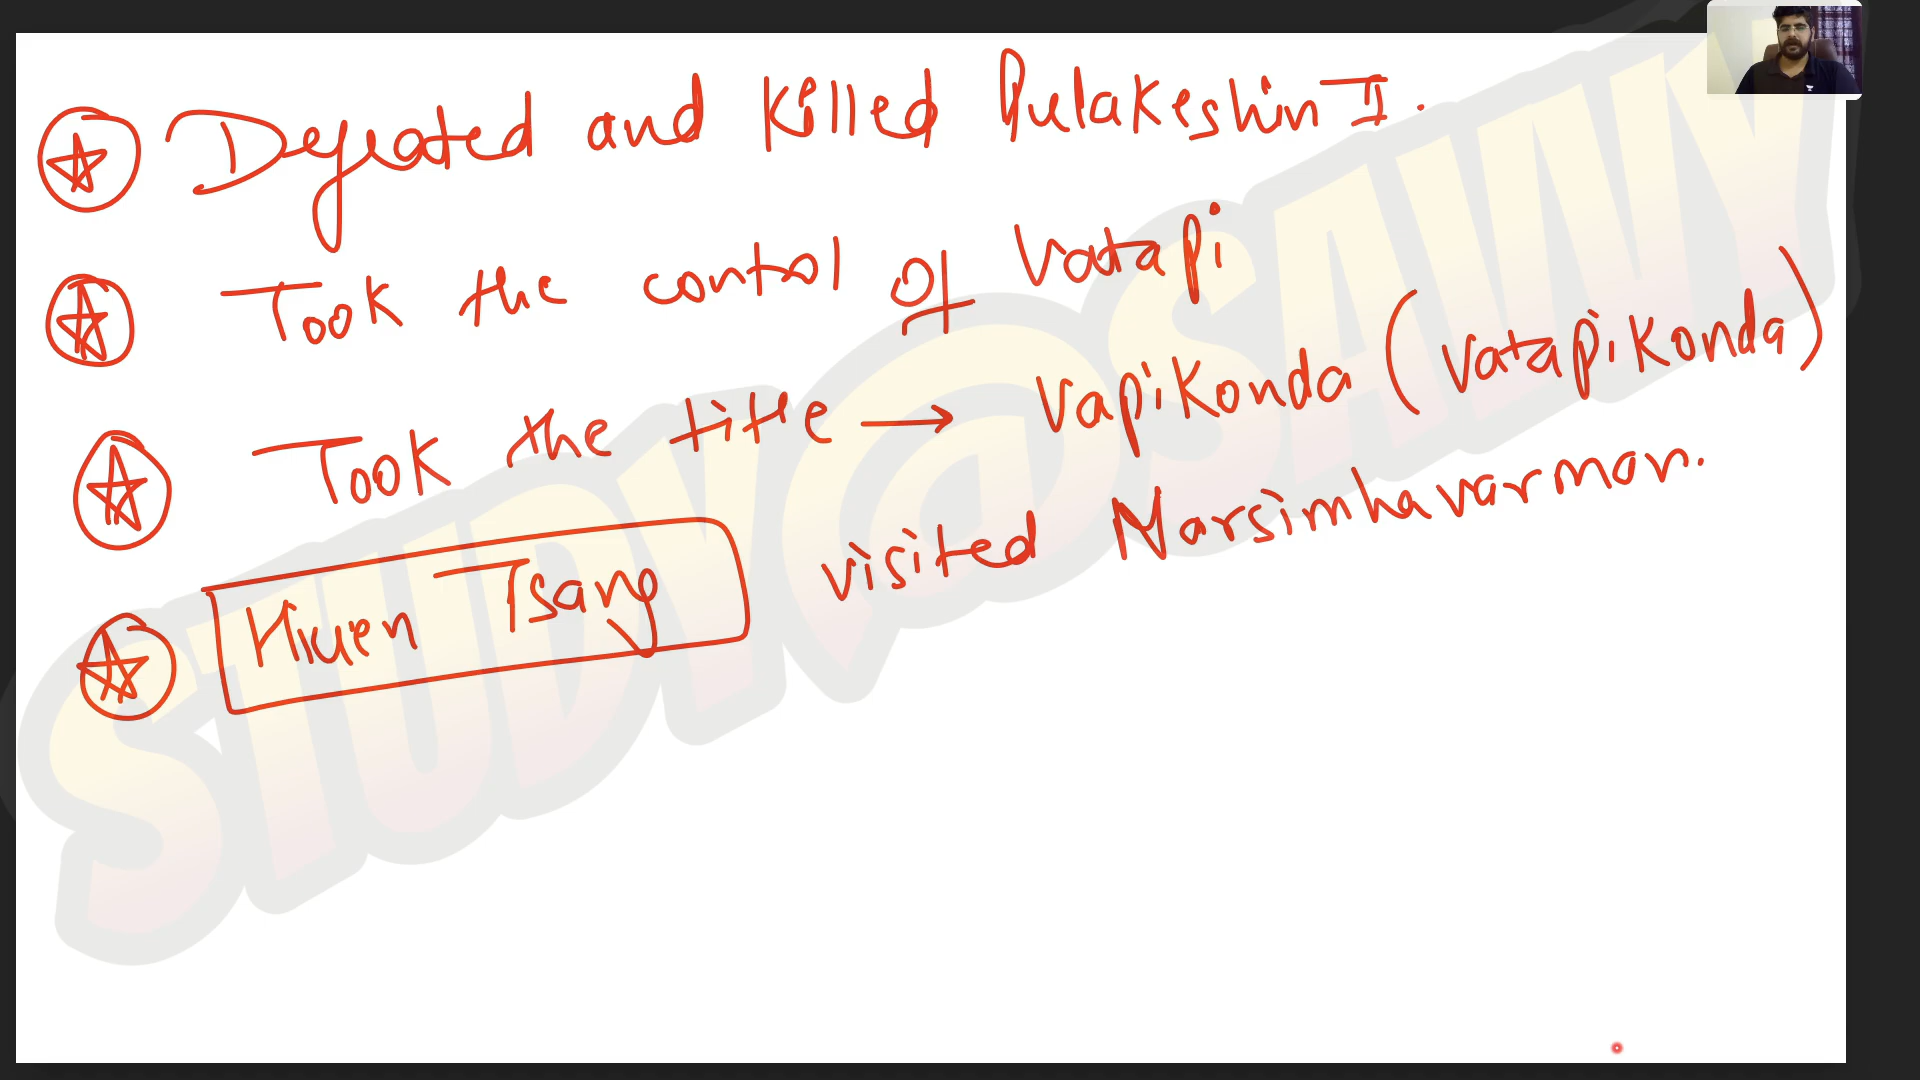 Defeated and Killed Pulakeshin II.
Took the control of Vatapi
Took the title → Vapikonda (Vatapikonda)
Hiuen Tsang visited Narsimhavarman.
STUDY@SAVVY